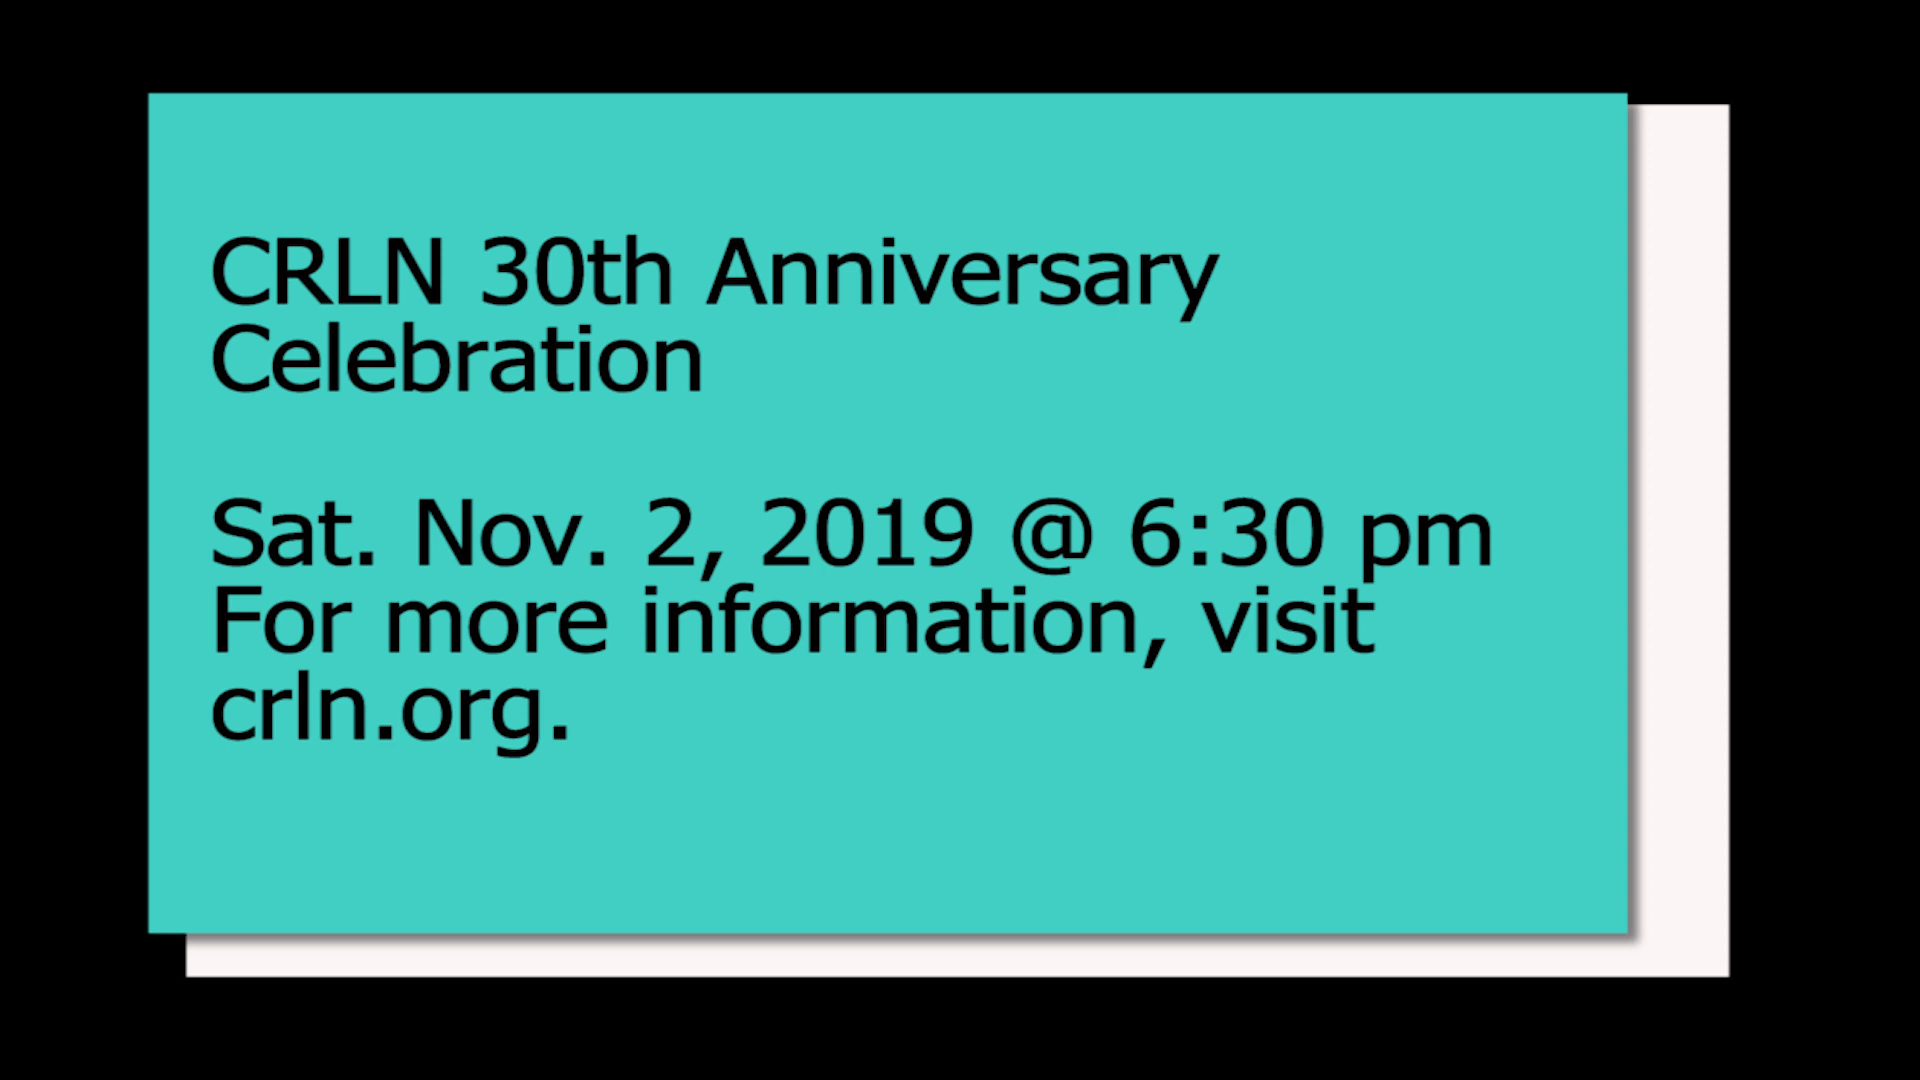 CRLN 30th Anniversary
Celebration
Sat. Nov. 2, 2019 @ 6:30 pm
For more information, visit
crln.org.